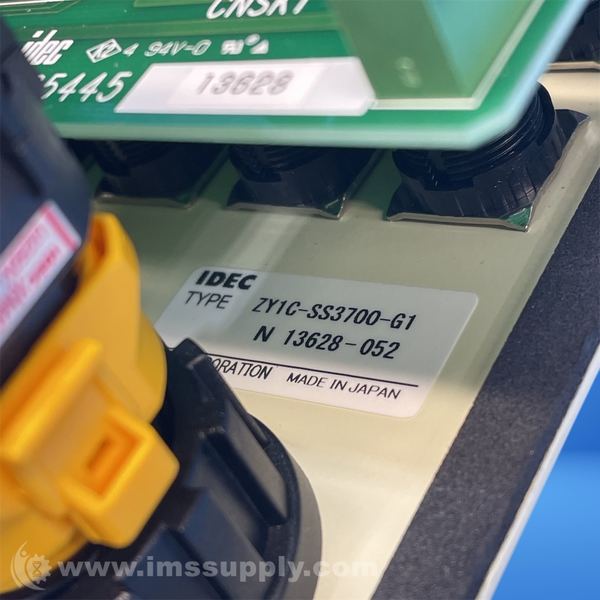 CNSK1
idec 4 94V-0
5445 13628
IDEC
TYPE ZY1C-SS3700-G1
N 13628-052
ORATION MADE IN JAPAN
www.imssupply.com